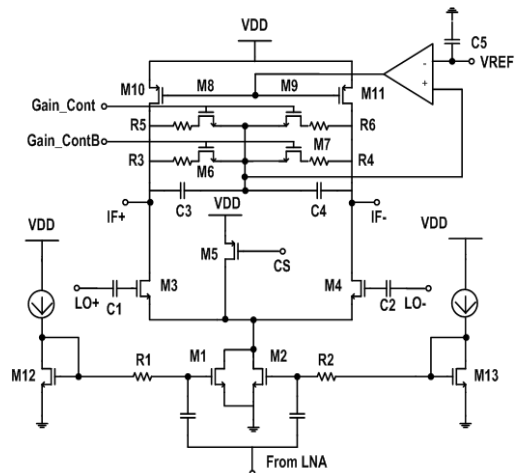 VDD
C5
M10
M8
M9
M11
VREF
-
+
Gain_Cont
R5
R6
Gain_ContB
M7
R3
R4
M6
C3
C4
IF+
IF-
VDD
VDD
VDD
M5
CS
M3
M4
LO+
C1
C2
LO-
M12
R1
M1
M2
R2
M13
From LNA